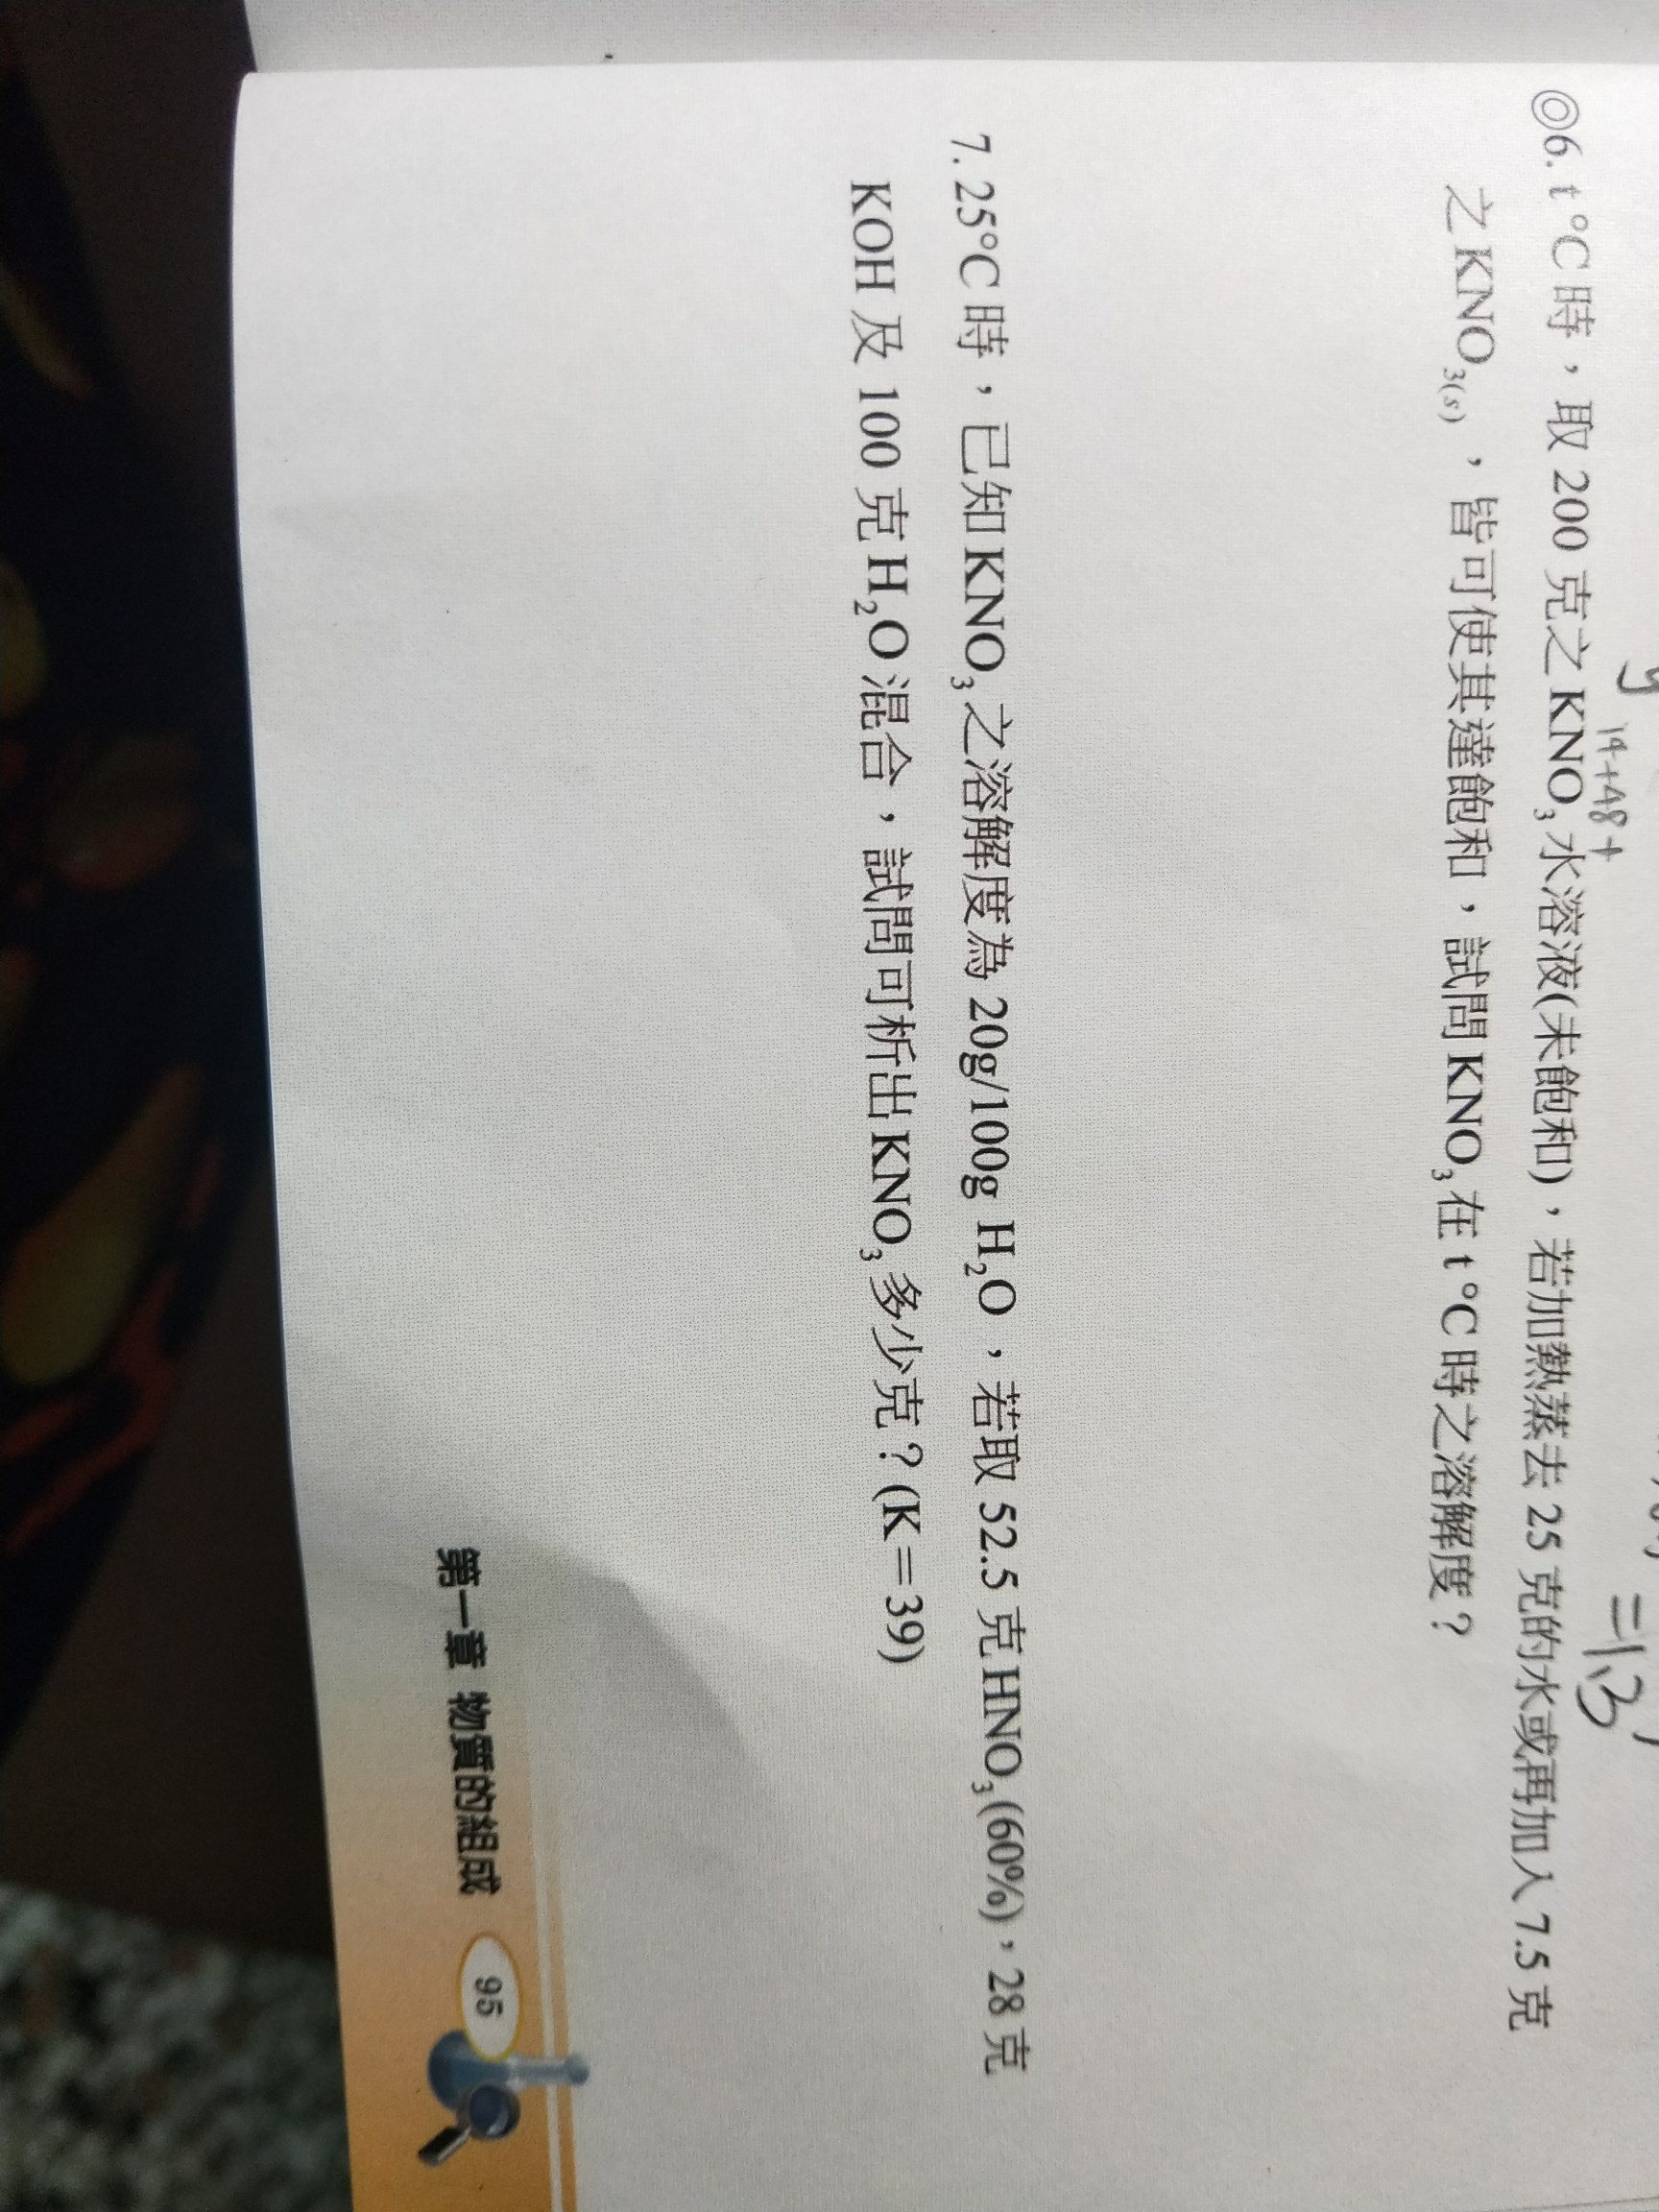 14+48+
=1.3
◎6. t °C 時，取 200 克之 KNO₃ 水溶液(未飽和)，若加熱蒸去 25 克的水或再加入 7.5 克
之 KNO₃₍ₛ₎，皆可使其達飽和，試問 KNO₃ 在 t °C 時之溶解度？
7. 25°C 時，已知 KNO₃ 之溶解度為 20g/100g H₂O，若取 52.5 克 HNO₃(60%)，28 克
KOH 及 100 克 H₂O 混合，試問可析出 KNO₃ 多少克？(K＝39)
第一章 物質的組成 95